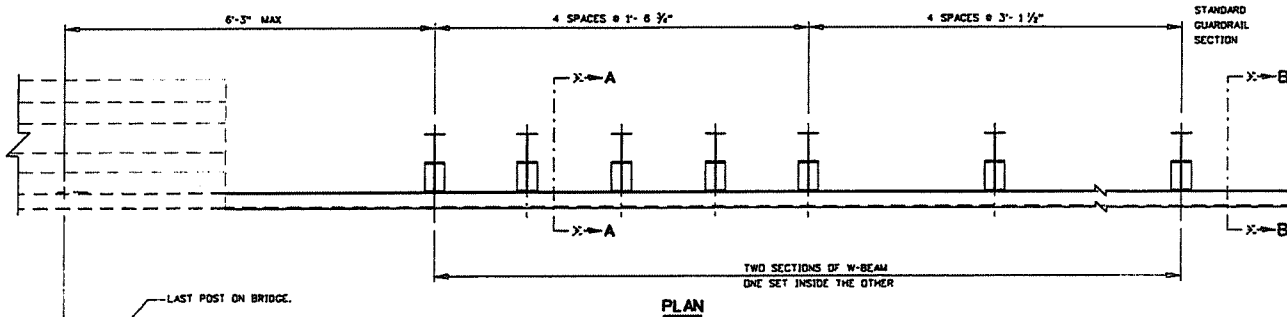 6'-3" MAX
4 SPACES @ 1'- 6 3/4"
4 SPACES @ 3'- 1 1/2"
STANDARD
GUARDRAIL
SECTION
A
B
A
B
TWO SECTIONS OF W-BEAM
ONE SET INSIDE THE OTHER
LAST POST ON BRIDGE.
PLAN